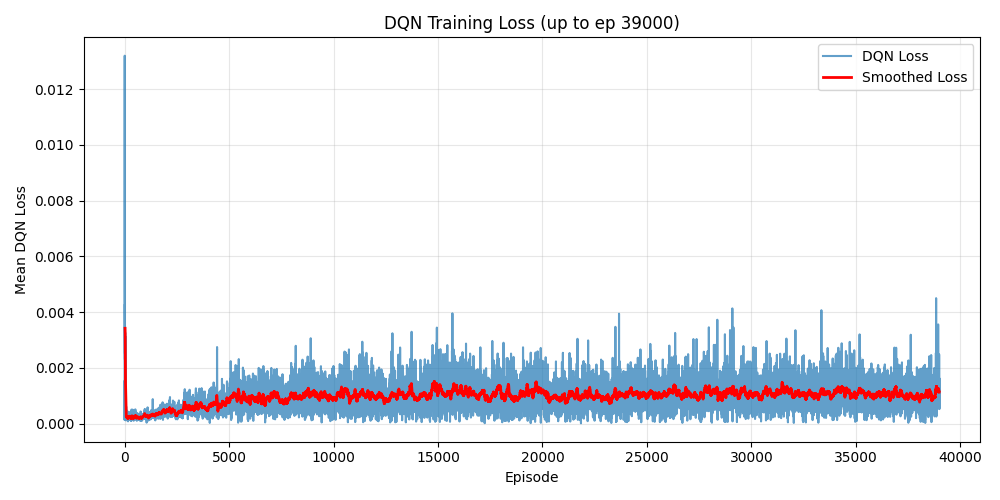 DQN Training Loss (up to ep 39000)
DQN Loss
Smoothed Loss
Mean DQN Loss
0.012
0.010
0.008
0.006
0.004
0.002
0.000
0 5000 10000 15000 20000 25000 30000 35000 40000
Episode